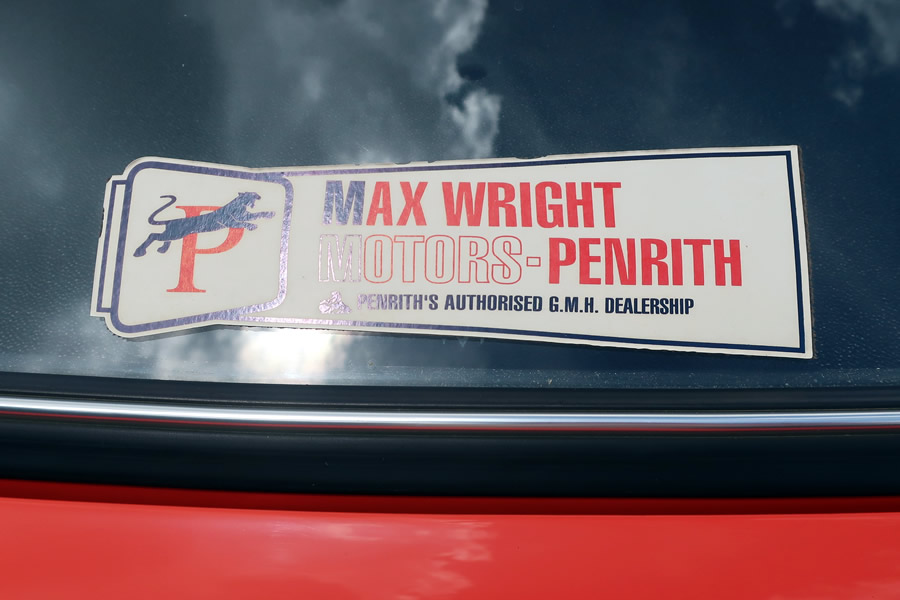 P
MAX WRIGHT
MOTORS-PENRITH
PENRITH'S AUTHORISED G.M.H. DEALERSHIP